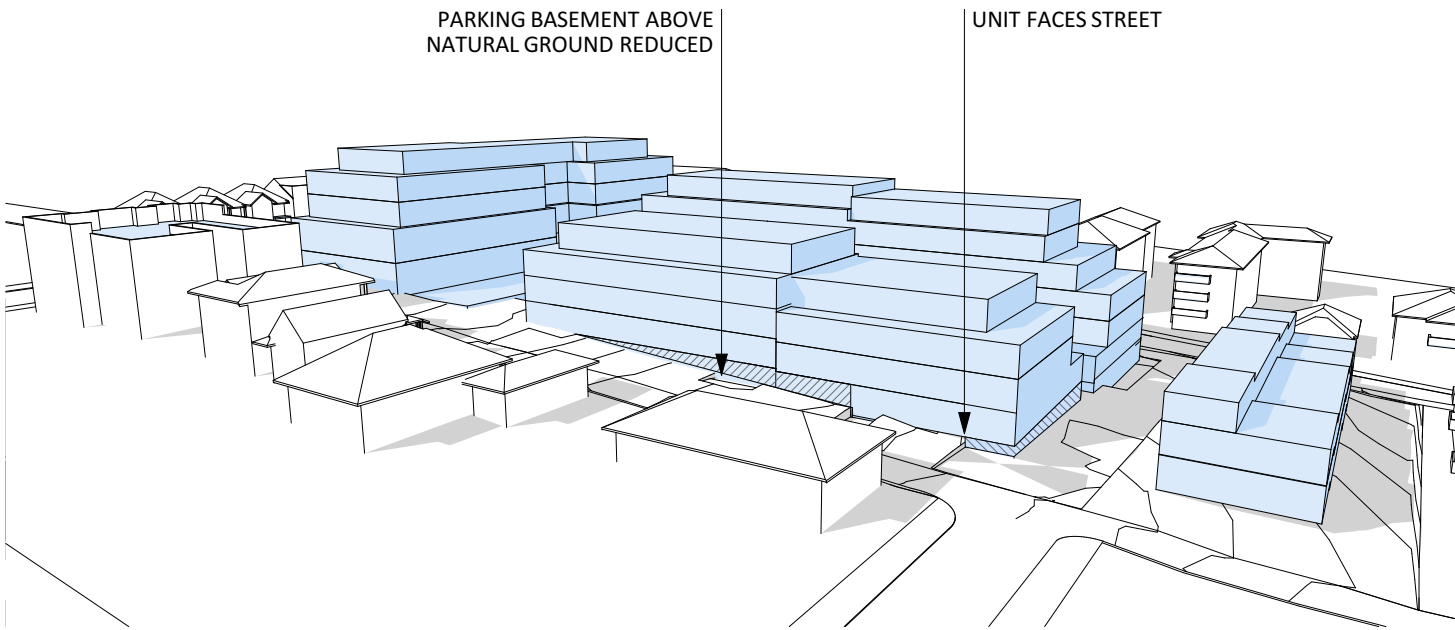 PARKING BASEMENT ABOVE
NATURAL GROUND REDUCED
UNIT FACES STREET